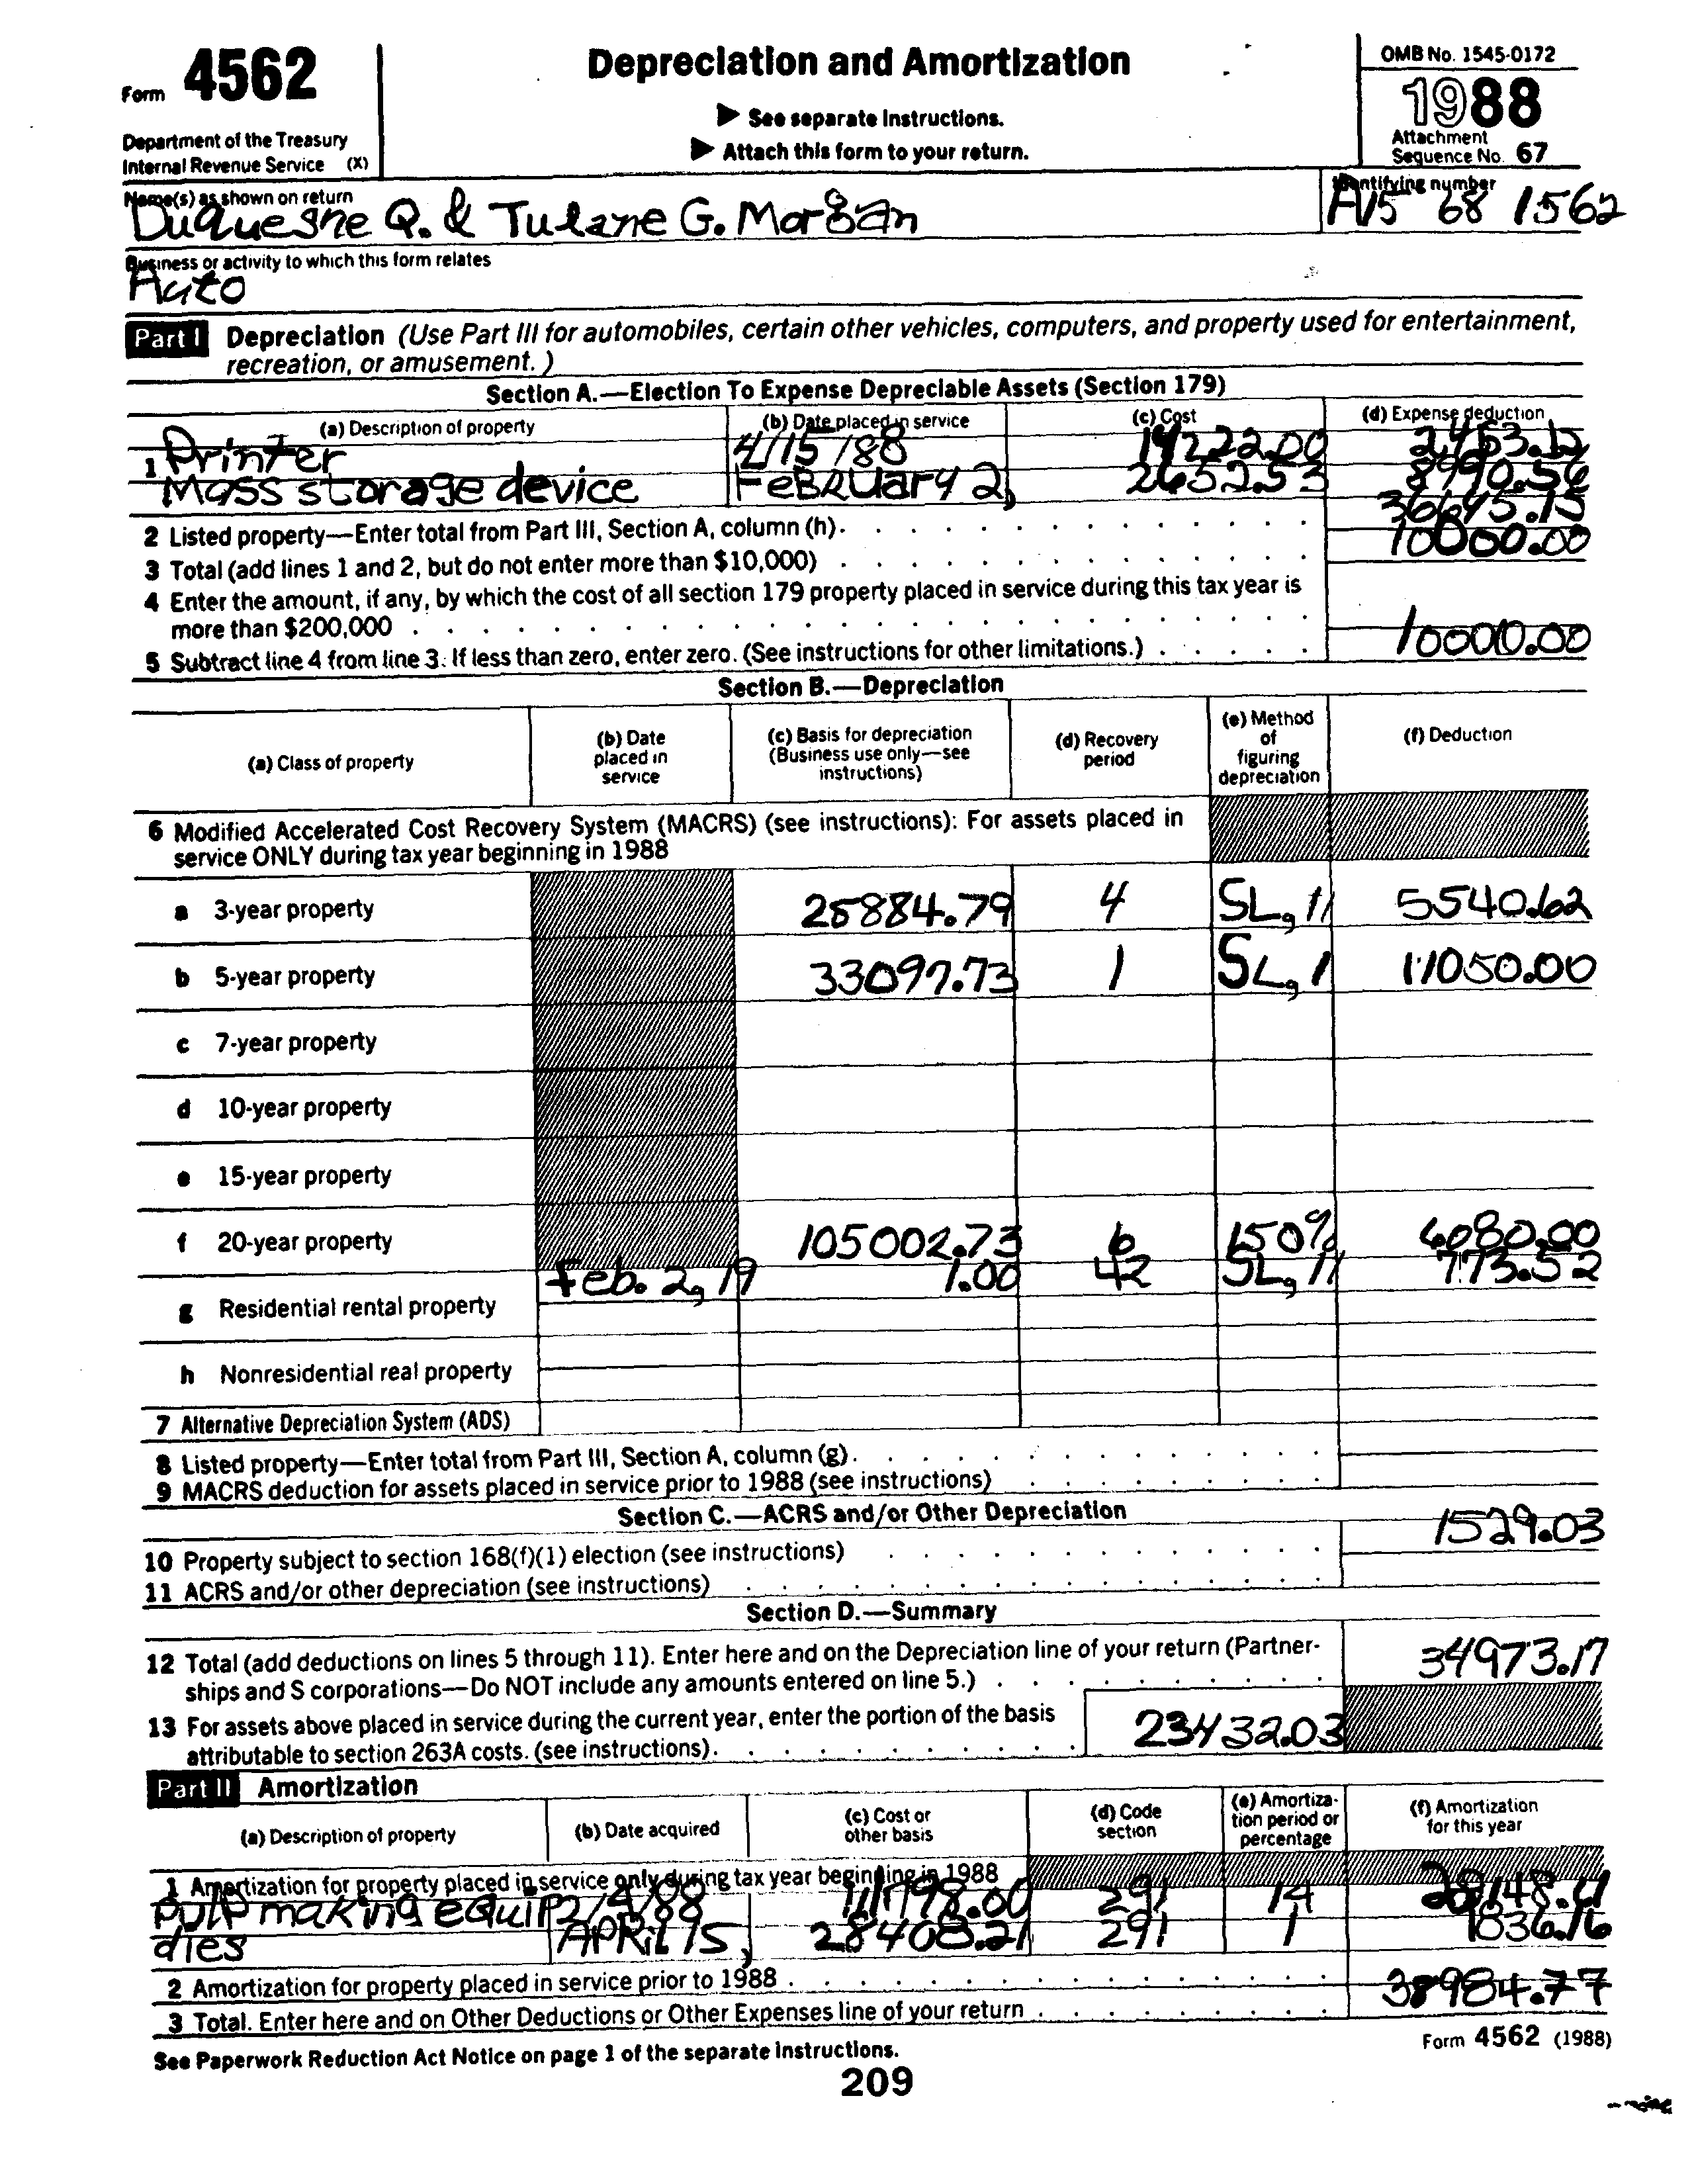 Form 4562
Department of the Treasury
Internal Revenue Service (X)
Depreciation and Amortization
▶ See separate Instructions.
▶ Attach this form to your return.
OMB No. 1545-0172
1988
Attachment
Sequence No. 67
Name(s) as shown on return
Duquesne Q. & Tulane G. Morgan
Identifying number
A15 68 1562
Business or activity to which this form relates
Auto
Part I Depreciation (Use Part III for automobiles, certain other vehicles, computers, and property used for entertainment,
recreation, or amusement.)
Section A.—Election To Expense Depreciable Assets (Section 179)
(a) Description of property (b) Date placed in service (c) Cost (d) Expense deduction
1 Printer 4/15/88 14222.00
Mass storage device FeBRUary 2, 2652.53 8990.56
2 Listed property—Enter total from Part III, Section A, column (h). 36645.15
3 Total (add lines 1 and 2, but do not enter more than $10,000) 10000.00
4 Enter the amount, if any, by which the cost of all section 179 property placed in service during this tax year is
more than $200,000
5 Subtract line 4 from line 3. If less than zero, enter zero. (See instructions for other limitations.) 10000.00
Section B.—Depreciation
(a) Class of property (b) Date placed in service (c) Basis for depreciation (Business use only—see instructions) (d) Recovery period (e) Method of figuring depreciation (f) Deduction
6 Modified Accelerated Cost Recovery System (MACRS) (see instructions): For assets placed in
service ONLY during tax year beginning in 1988
a 3-year property 25884.79 4 SL, 11 5540.62
b 5-year property 33097.73 1 SL, 1 11050.00
c 7-year property
d 10-year property
e 15-year property
f 20-year property 105002.73 6 150% 6080.00
g Residential rental property Feb. 2, 19 1.00 42 SL, 11 773.52
h Nonresidential real property
7 Alternative Depreciation System (ADS)
8 Listed property—Enter total from Part III, Section A, column (g).
9 MACRS deduction for assets placed in service prior to 1988 (see instructions)
Section C.—ACRS and/or Other Depreciation
10 Property subject to section 168(f)(1) election (see instructions) 1529.03
11 ACRS and/or other depreciation (see instructions)
Section D.—Summary
12 Total (add deductions on lines 5 through 11). Enter here and on the Depreciation line of your return (Partner-
ships and S corporations—Do NOT include any amounts entered on line 5.) 34973.17
13 For assets above placed in service during the current year, enter the portion of the basis
attributable to section 263A costs. (see instructions). 23432.03
Part II Amortization
(a) Description of property (b) Date acquired (c) Cost or other basis (d) Code section (e) Amortiza-tion period or percentage (f) Amortization for this year
1 Amortization for property placed in service only during tax year beginning in 1988
Pulp making equip 2/4/88 291 14
dies APRIL 15, 28408.21 291 1 1836.16
2 Amortization for property placed in service prior to 1988 . 38984.77
3 Total. Enter here and on Other Deductions or Other Expenses line of your return
See Paperwork Reduction Act Notice on page 1 of the separate instructions.
Form 4562 (1988)
209